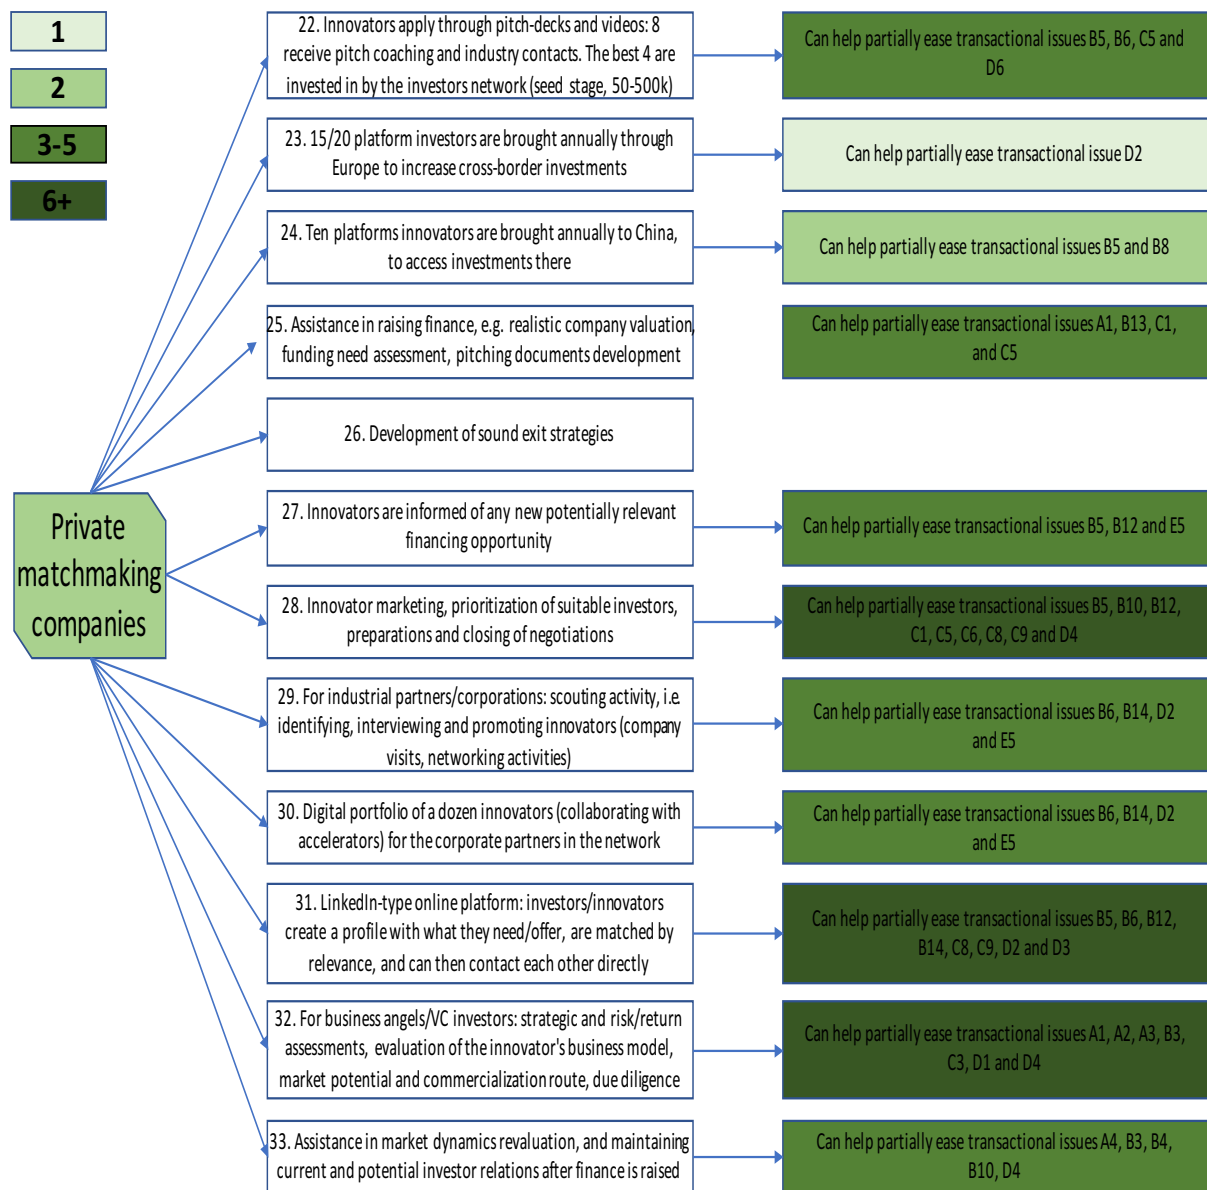 1
2
3-5
6+
Private
matchmaking
companies
22. Innovators apply through pitch-decks and videos: 8
receive pitch coaching and industry contacts. The best 4 are
invested in by the investors network (seed stage, 50-500k)
Can help partially ease transactional issues B5, B6, C5 and
D6
23. 15/20 platform investors are brought annually through
Europe to increase cross-border investments
Can help partially ease transactional issue D2
24. Ten platforms innovators are brought annually to China,
to access investments there
Can help partially ease transactional issues B5 and B8
25. Assistance in raising finance, e.g. realistic company valuation,
funding need assessment, pitching documents development
Can help partially ease transactional issues A1, B13, C1,
and C5
26. Development of sound exit strategies
27. Innovators are informed of any new potentially relevant
financing opportunity
Can help partially ease transactional issues B5, B12 and E5
28. Innovator marketing, prioritization of suitable investors,
preparations and closing of negotiations
Can help partially ease transactional issues B5, B10, B12,
C1, C5, C6, C8, C9 and D4
29. For industrial partners/corporations: scouting activity, i.e.
identifying, interviewing and promoting innovators (company
visits, networking activities)
Can help partially ease transactional issues B6, B14, D2
and E5
30. Digital portfolio of a dozen innovators (collaborating with
accelerators) for the corporate partners in the network
Can help partially ease transactional issues B6, B14, D2
and E5
31. LinkedIn-type online platform: investors/innovators
create a profile with what they need/offer, are matched by
relevance, and can then contact each other directly
Can help partially ease transactional issues B5, B6, B12,
B14, C8, C9, D2 and D3
32. For business angels/VC investors: strategic and risk/return
assessments, evaluation of the innovator's business model,
market potential and commercialization route, due diligence
Can help partially ease transactional issues A1, A2, A3, B3,
C3, D1 and D4
33. Assistance in market dynamics revaluation, and maintaining
current and potential investor relations after finance is raised
Can help partially ease transactional issues A4, B3, B4,
B10, D4